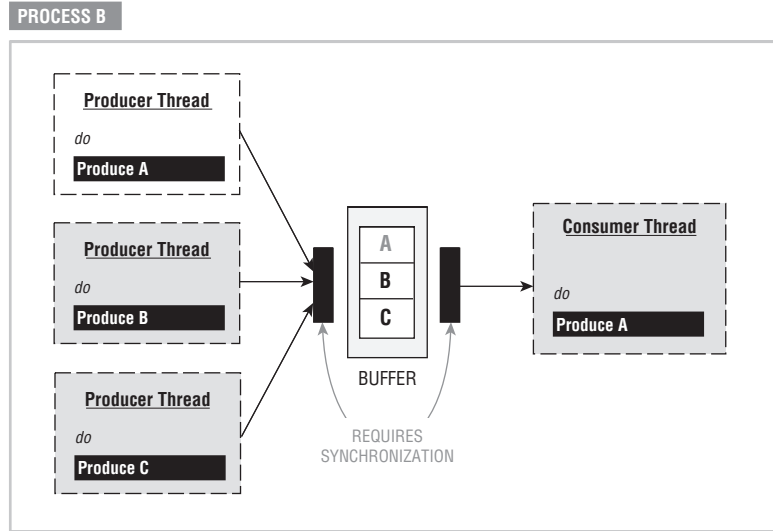 PROCESS B
Producer Thread
do
Produce A
Producer Thread
do
Produce B
Producer Thread
do
Produce C
A
B
C
BUFFER
REQUIRES
SYNCHRONIZATION
Consumer Thread
do
Produce A